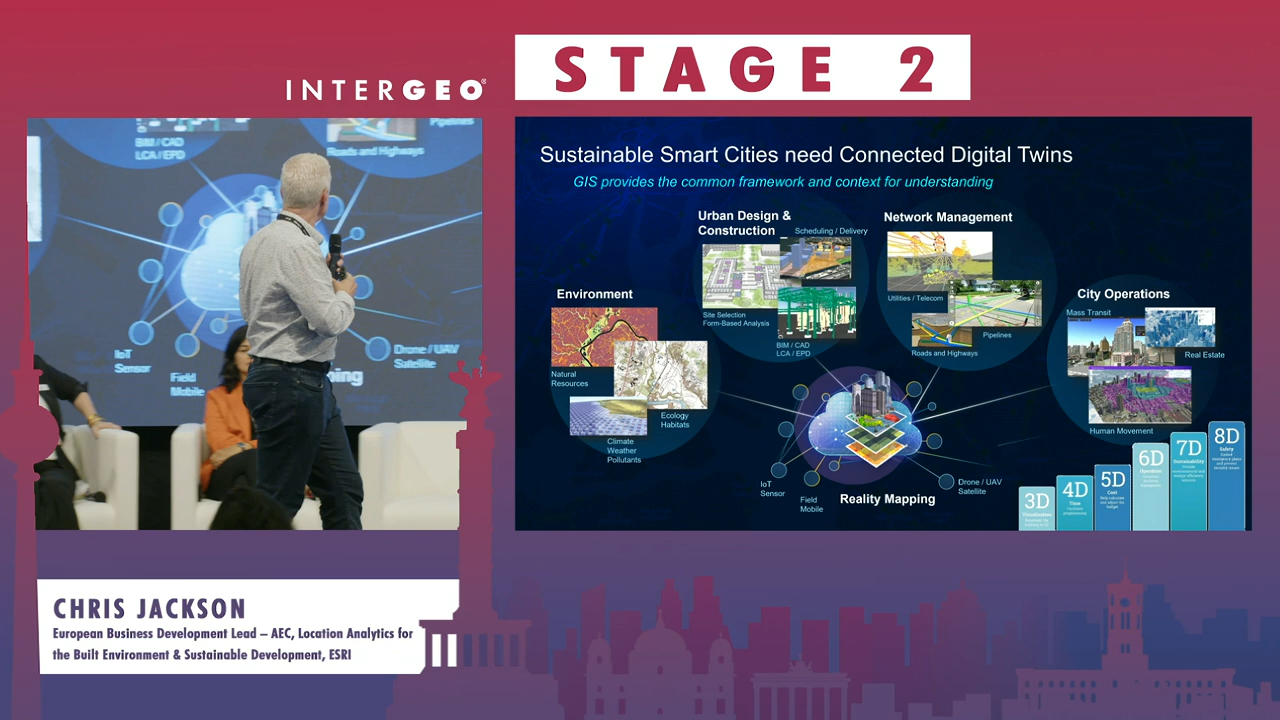 STAGE 2
INTERGEO®
BIM / CAD
LCA / EPD
Pipelines
Roads and Highways
IoT
Sensor
Field
Mobile
Drone / UAV
Satellite
Sustainable Smart Cities need Connected Digital Twins
GIS provides the common framework and context for understanding
Urban Design &
Construction
Scheduling / Delivery
Site Selection
Form-Based Analysis
BIM / CAD
LCA / EPD
Network Management
Utilities / Telecom
Pipelines
Roads and Highways
Environment
Natural
Resources
Ecology
Habitats
Climate
Weather
Pollutants
City Operations
Mass Transit
Real Estate
Human Movement
IoT
Sensor
Field
Mobile
Reality Mapping
Drone / UAV
Satellite
3D
Visualization
4D
Time
5D
Cost
6D
Operation
7D
Sustainability
8D
Safety
CHRIS JACKSON
European Business Development Lead – AEC, Location Analytics for
the Built Environment & Sustainable Development, ESRI